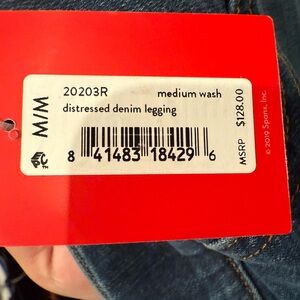 M/M
20203R medium wash
distressed denim legging
8 41483 18429 6
MSRP $128.00
© 2019 Spanx, Inc.